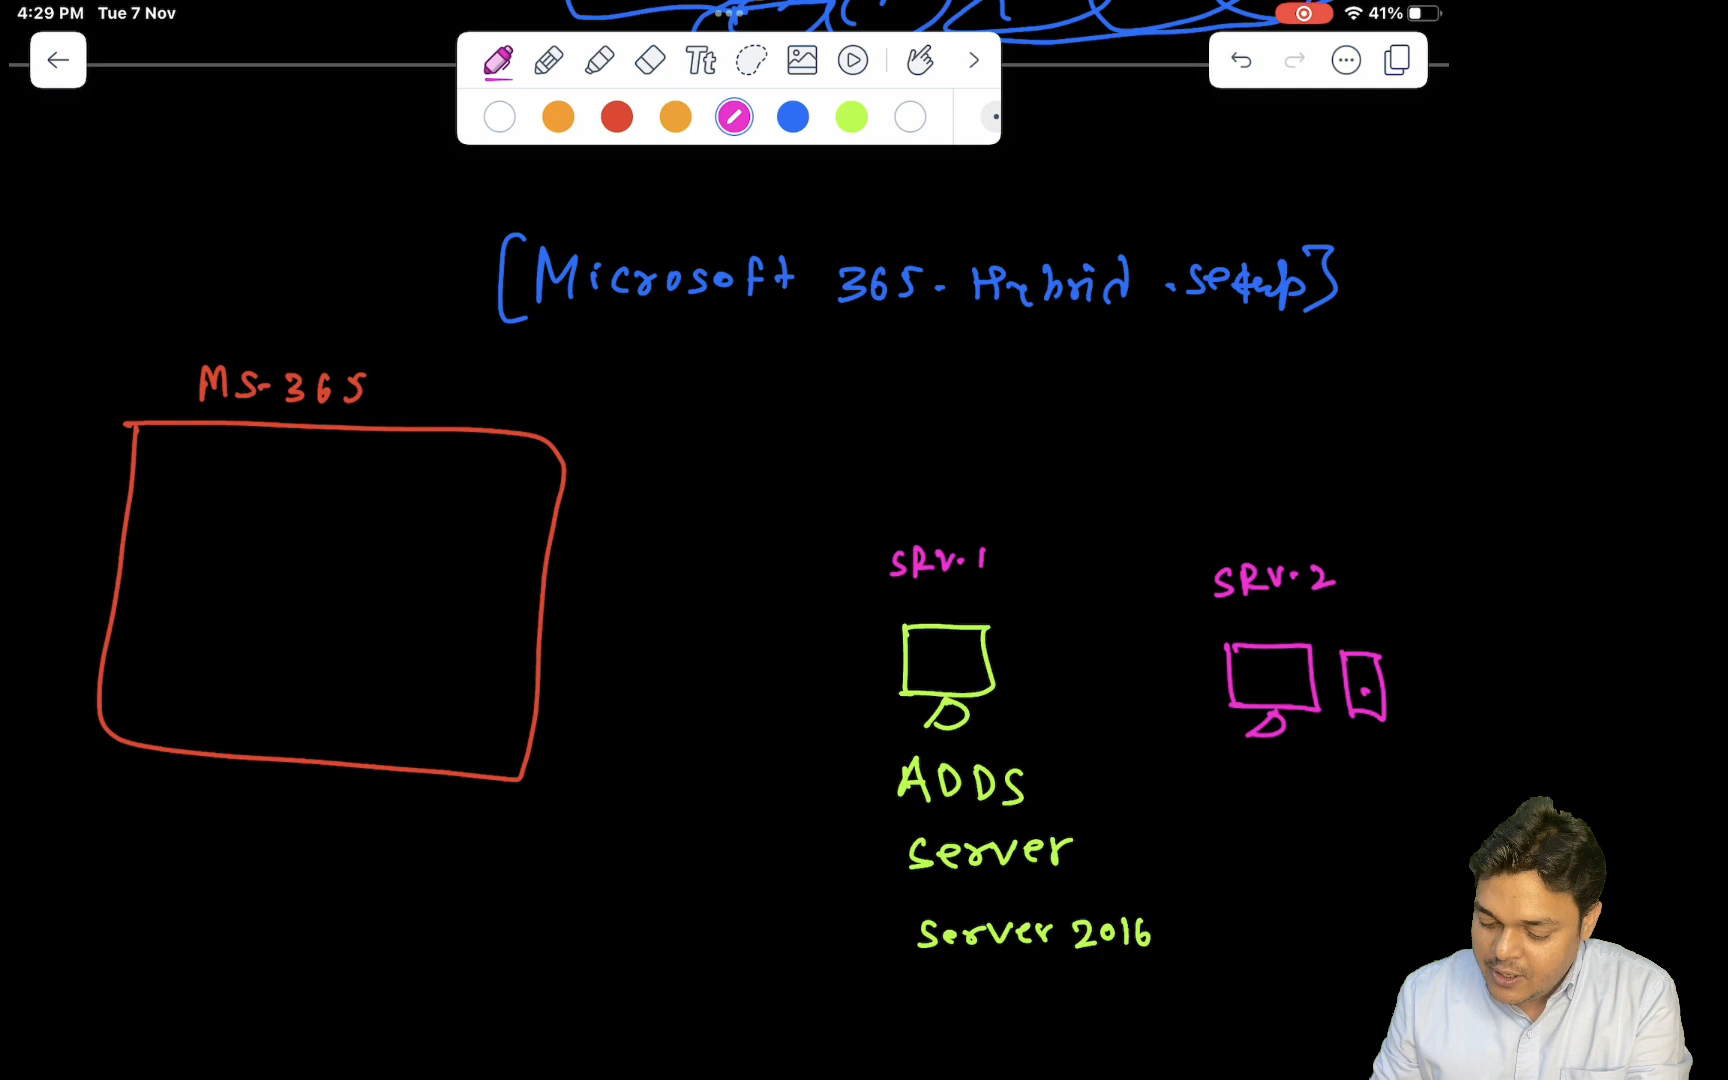 4:29 PM Tue 7 Nov
41%
Tt
[Microsoft 365-Hybrid-setup]
MS-365
SRV-1
SRV-2
ADDS
Server
Server 2016